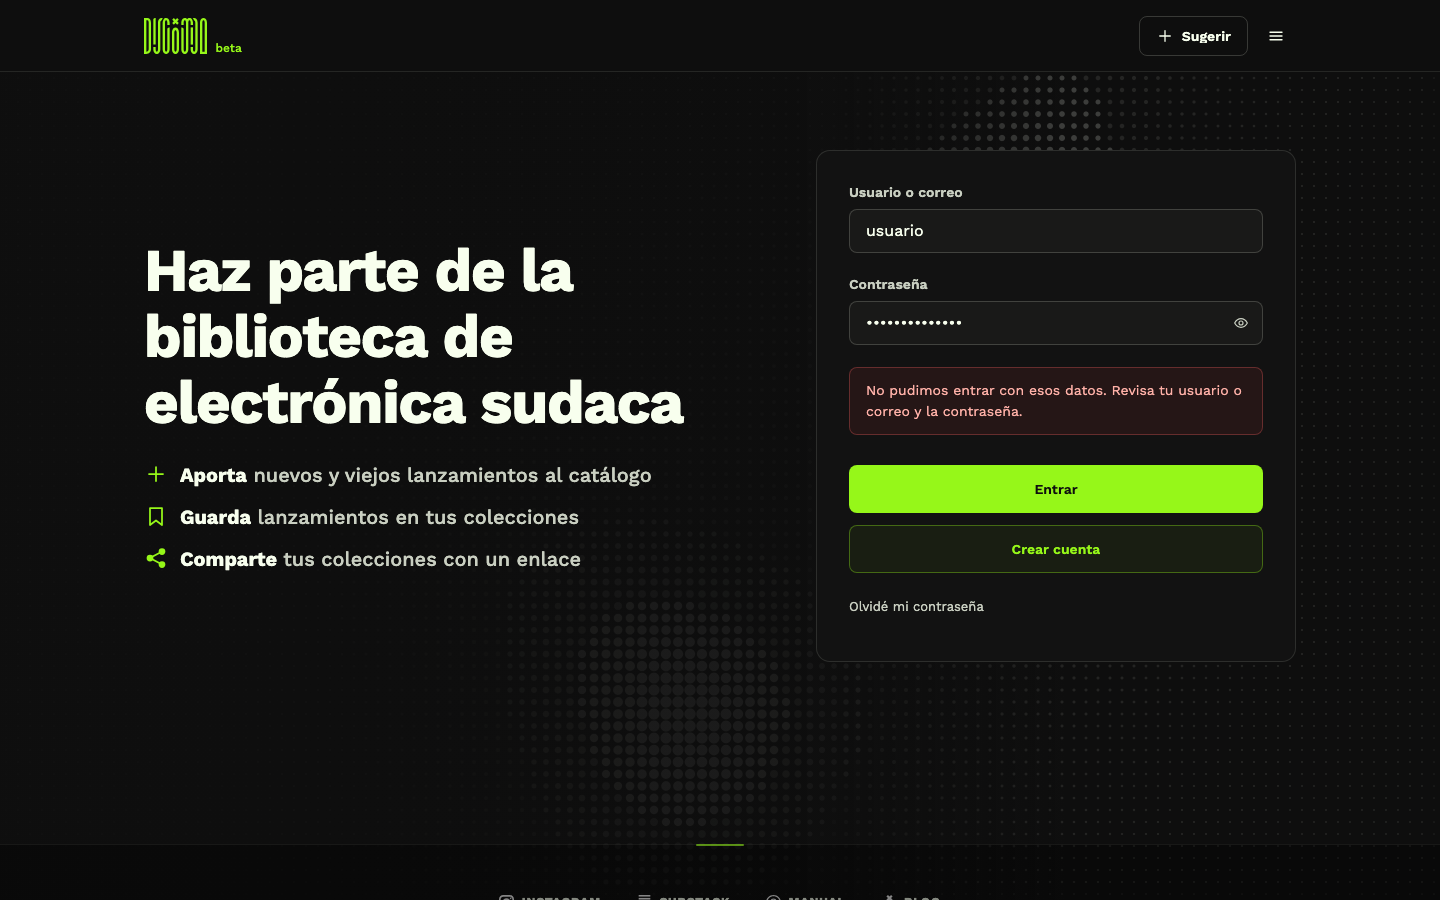 beta
Sugerir
Haz parte de la
biblioteca de
electrónica sudaca
Aporta nuevos y viejos lanzamientos al catálogo
Guarda lanzamientos en tus colecciones
Comparte tus colecciones con un enlace
Usuario o correo
usuario
Contraseña
••••••••••••••
No pudimos entrar con esos datos. Revisa tu usuario o
correo y la contraseña.
Entrar
Crear cuenta
Olvidé mi contraseña